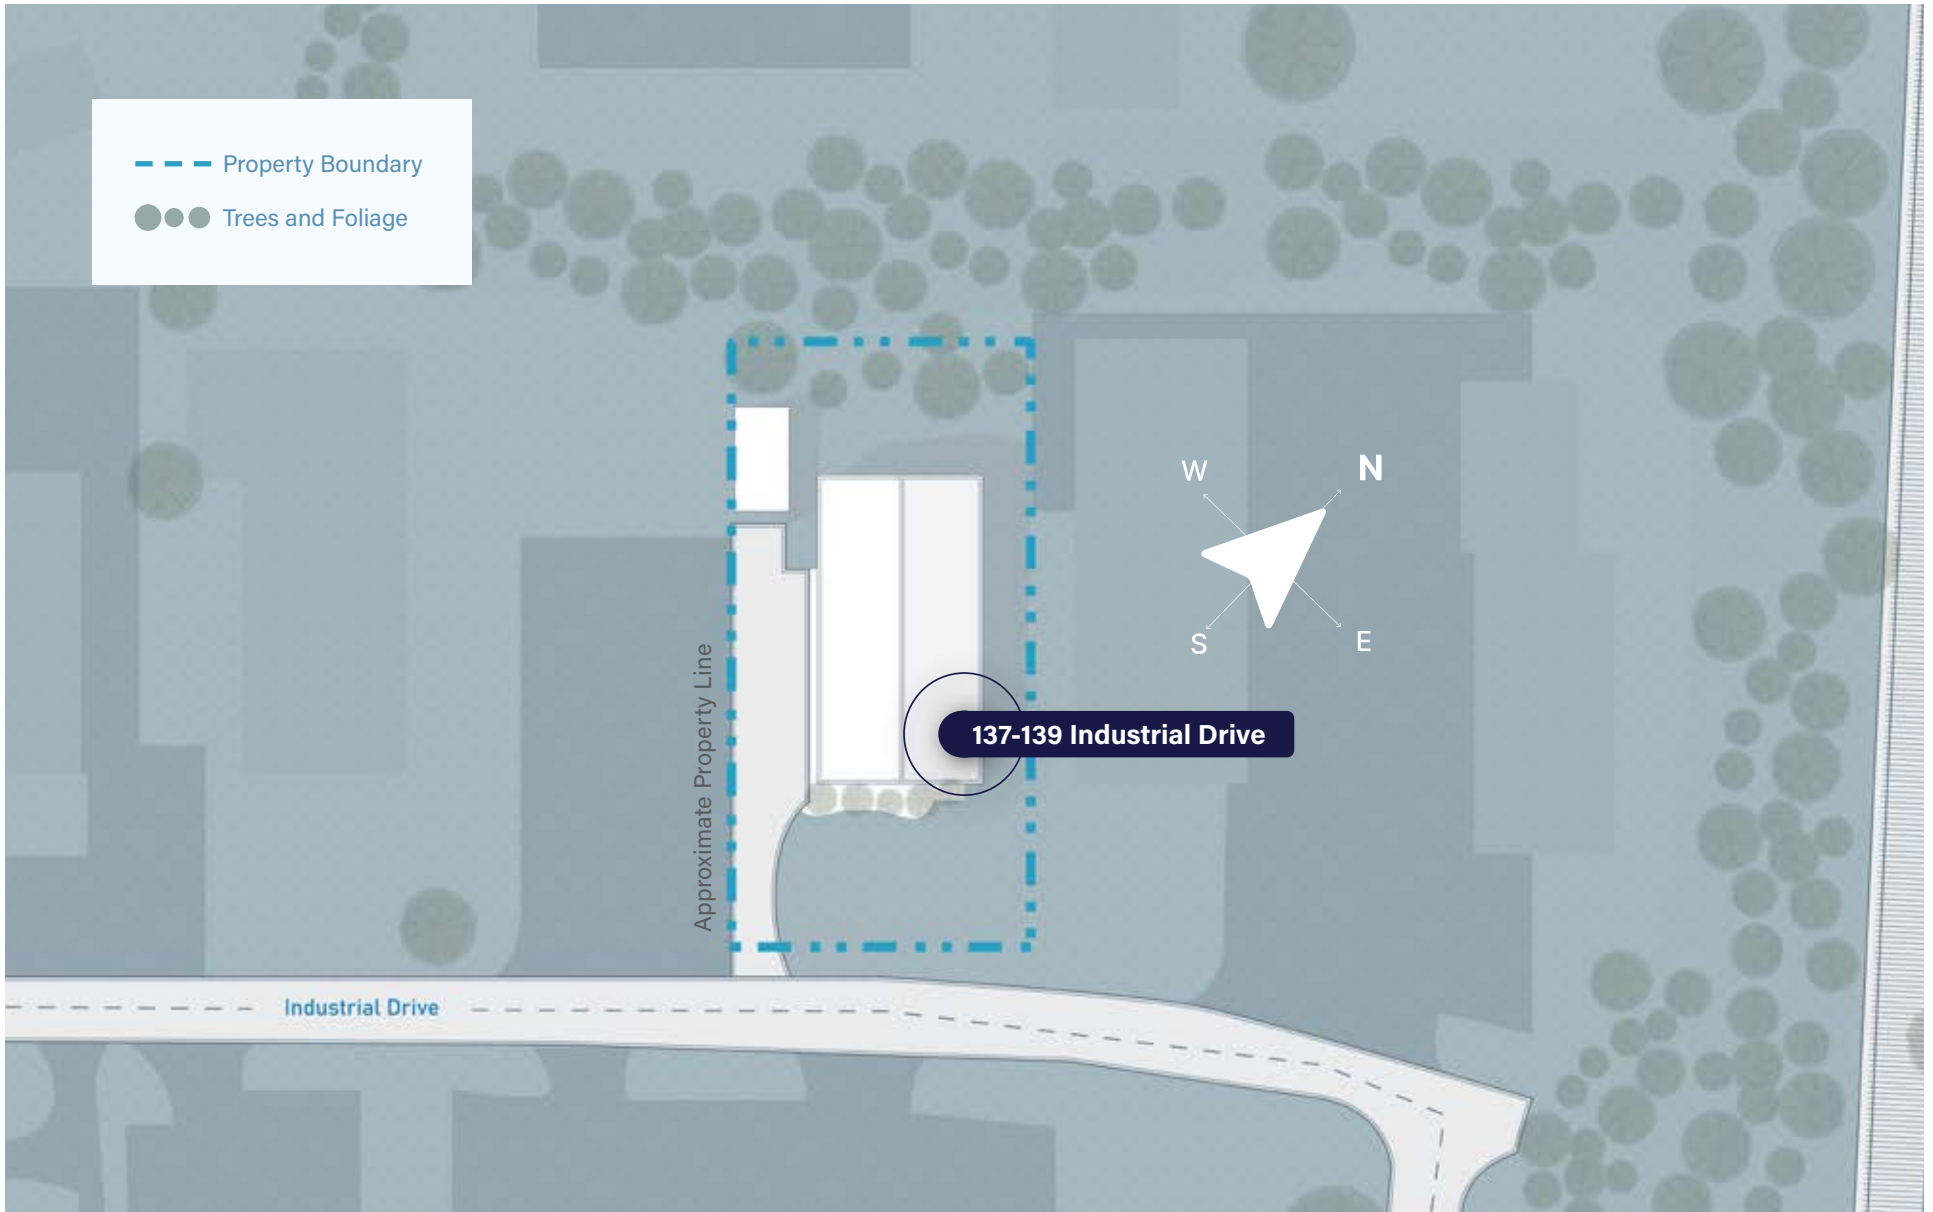 Property Boundary
Trees and Foliage
W
N
S
E
137-139 Industrial Drive
Approximate Property Line
Industrial Drive